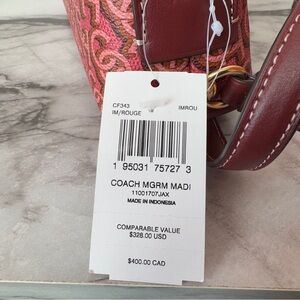 CF343 IMROU
IM/ROUGE
1 95031 75727 3
COACH MGRM MADI
11001707JAX
MADE IN INDONESIA
COMPARABLE VALUE
$328.00 USD
$400.00 CAD